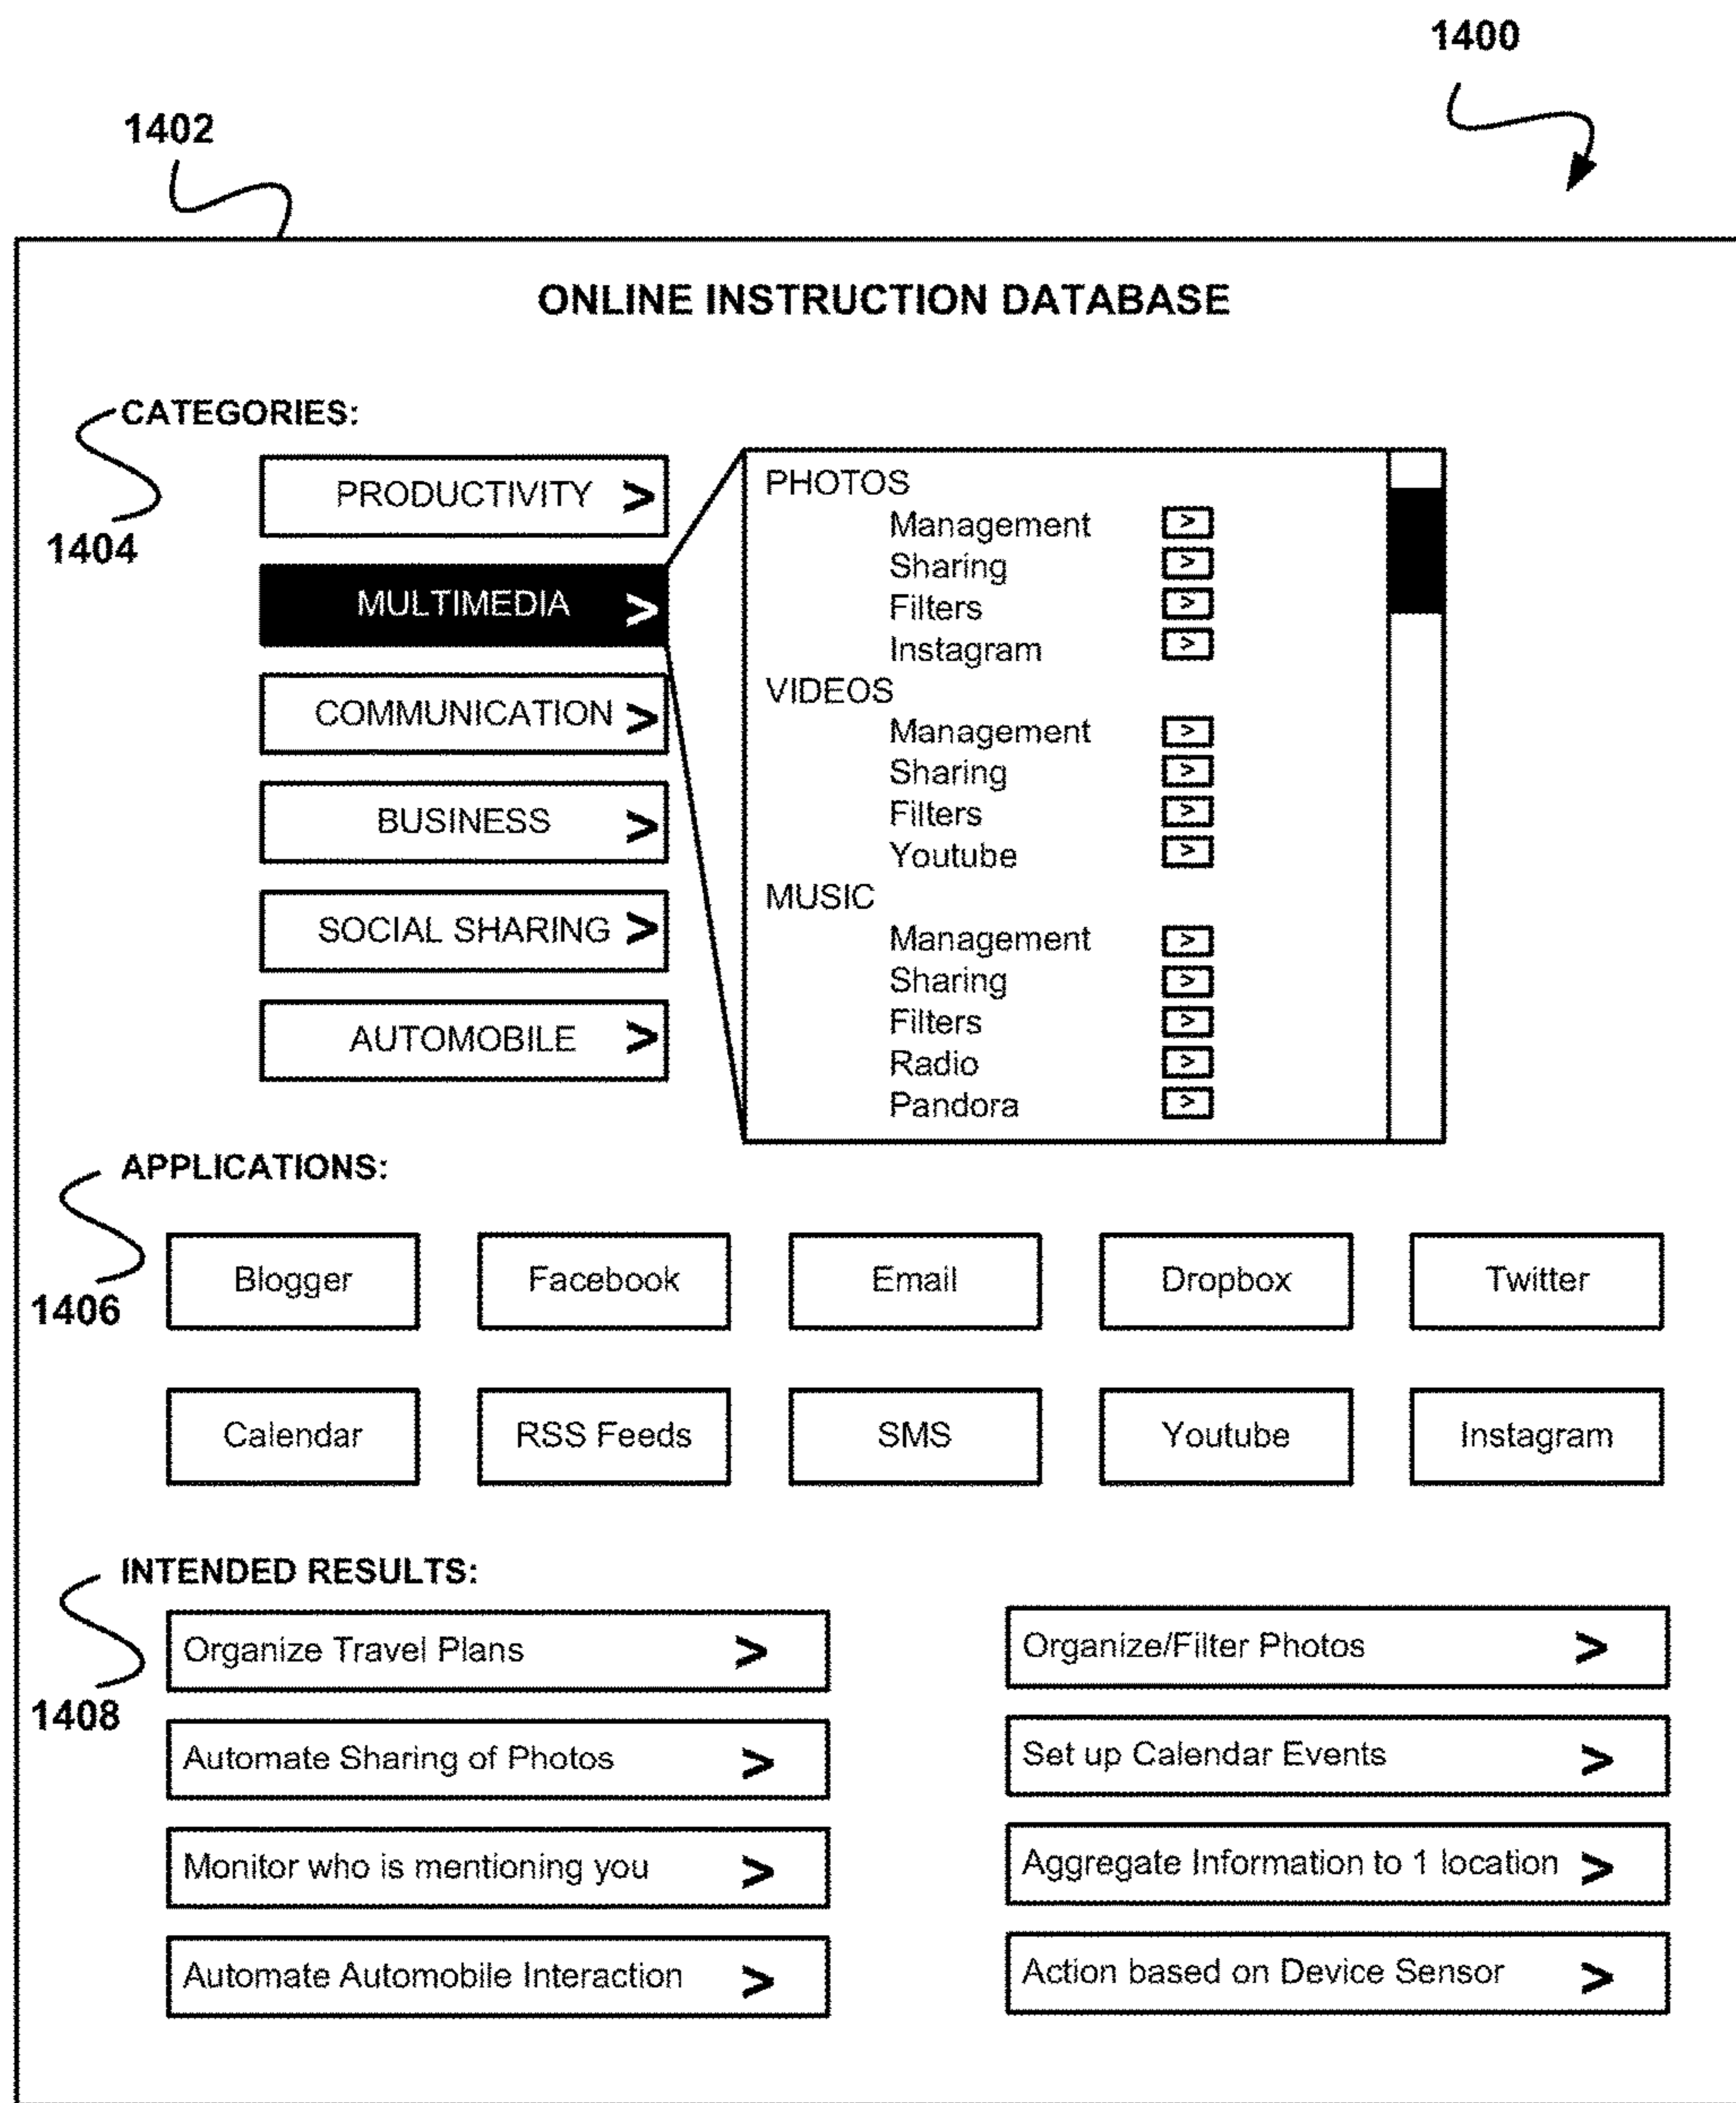 1400
1402
ONLINE INSTRUCTION DATABASE
CATEGORIES:
1404
PRODUCTIVITY >
MULTIMEDIA >
COMMUNICATION >
BUSINESS >
SOCIAL SHARING >
AUTOMOBILE >
PHOTOS
Management >
Sharing >
Filters >
Instagram >
VIDEOS
Management >
Sharing >
Filters >
Youtube >
MUSIC
Management >
Sharing >
Filters >
Radio >
Pandora >
APPLICATIONS:
1406
Blogger Facebook Email Dropbox Twitter
Calendar RSS Feeds SMS Youtube Instagram
INTENDED RESULTS:
1408
Organize Travel Plans > Organize/Filter Photos >
Automate Sharing of Photos > Set up Calendar Events >
Monitor who is mentioning you > Aggregate Information to 1 location >
Automate Automobile Interaction > Action based on Device Sensor >